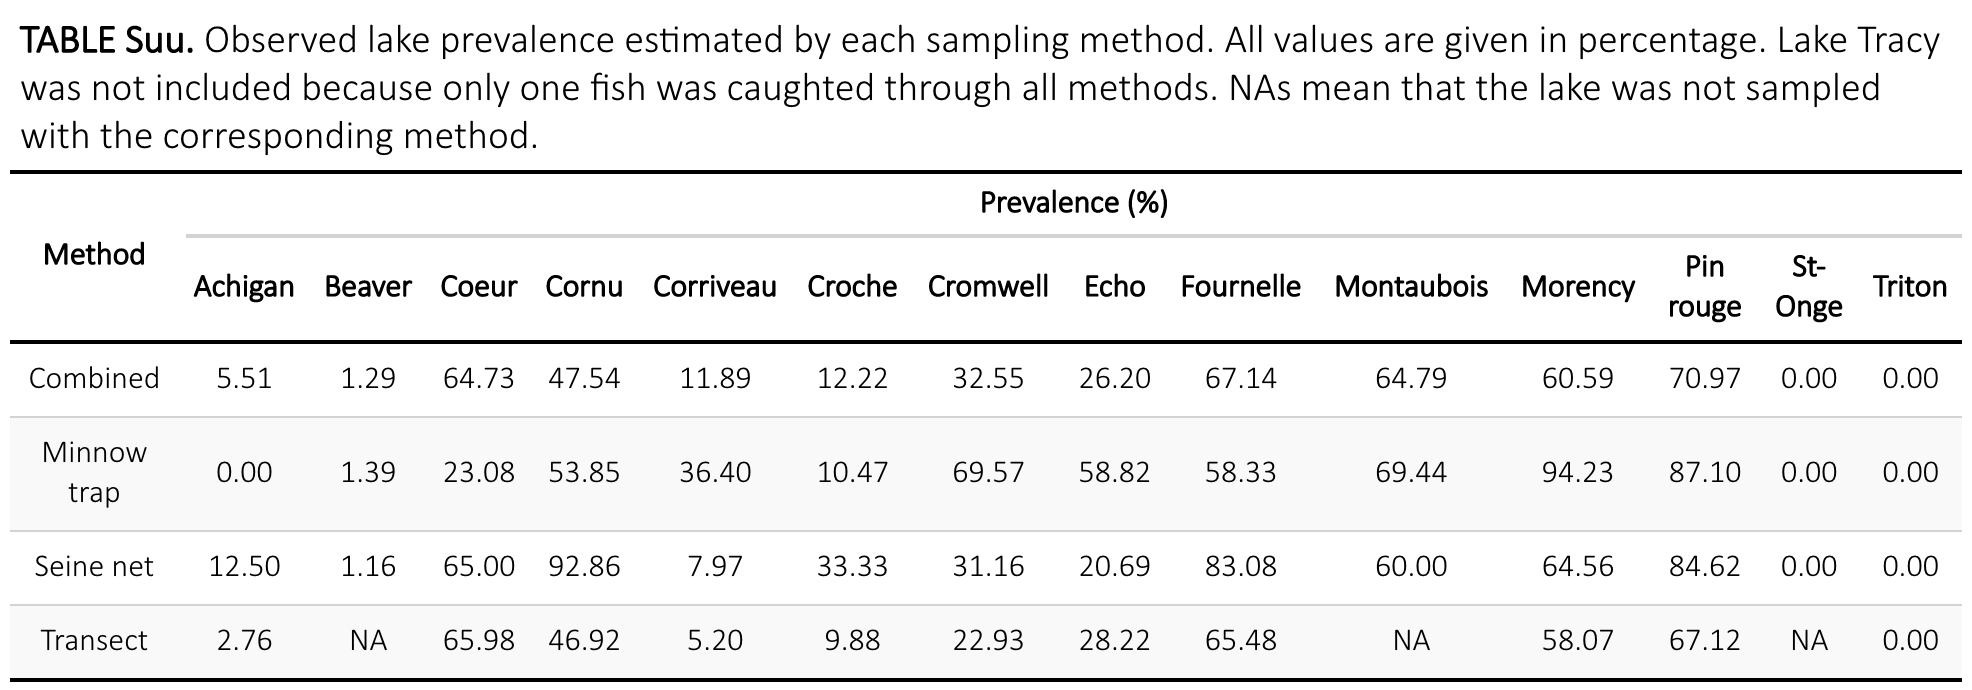 TABLE Suu. Observed lake prevalence estimated by each sampling method. All values are given in percentage. Lake Tracy
was not included because only one fish was caughted through all methods. NAs mean that the lake was not sampled
with the corresponding method.
Prevalence (%)
Method
Achigan Beaver Coeur Cornu Corriveau Croche Cromwell Echo Fournelle Montaubois Morency Pin rouge St-Onge Triton
Combined 5.51 1.29 64.73 47.54 11.89 12.22 32.55 26.20 67.14 64.79 60.59 70.97 0.00 0.00
Minnow trap 0.00 1.39 23.08 53.85 36.40 10.47 69.57 58.82 58.33 69.44 94.23 87.10 0.00 0.00
Seine net 12.50 1.16 65.00 92.86 7.97 33.33 31.16 20.69 83.08 60.00 64.56 84.62 0.00 0.00
Transect 2.76 NA 65.98 46.92 5.20 9.88 22.93 28.22 65.48 NA 58.07 67.12 NA 0.00